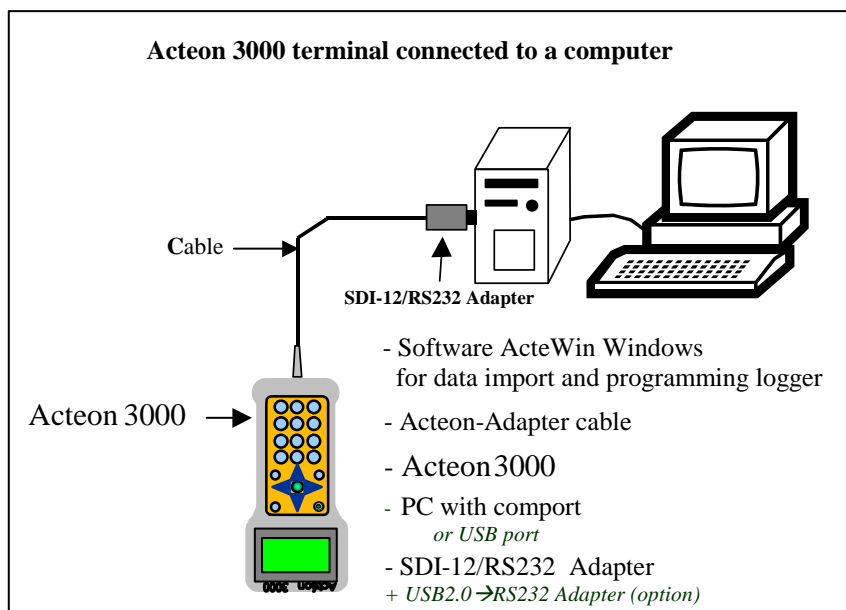 Acteon 3000 terminal connected to a computer
Cable
SDI-12/RS232 Adapter
Acteon 3000
- Software ActeWin Windows
for data import and programming logger
- Acteon-Adapter cable
- Acteon 3000
- PC with comport
or USB port
- SDI-12/RS232 Adapter
+ USB2.0→RS232 Adapter (option)
Acteon 3000